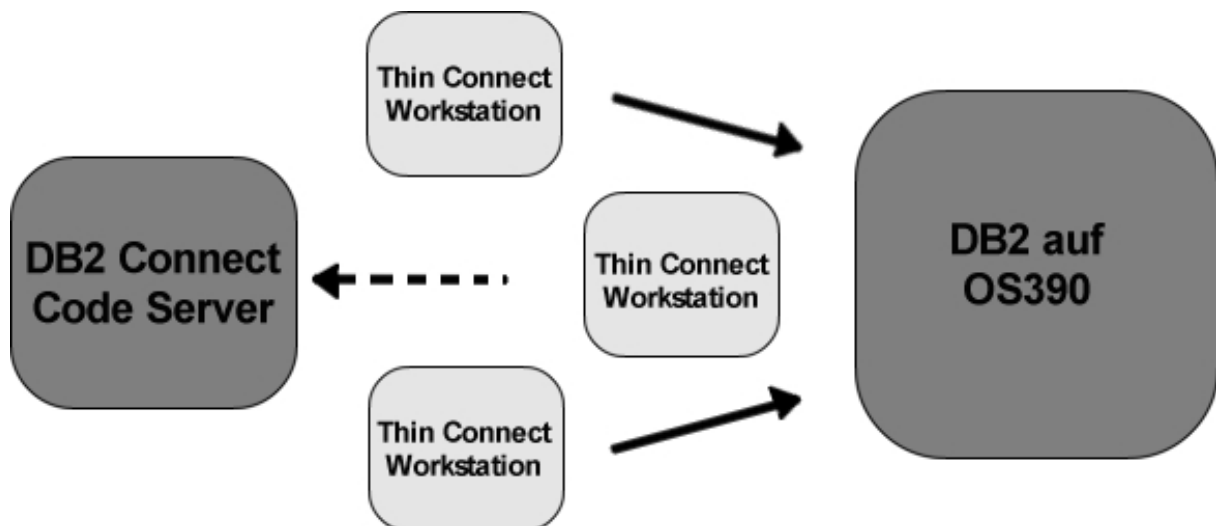 Thin Connect
Workstation
DB2 Connect
Code Server
Thin Connect
Workstation
DB2 auf
OS390
Thin Connect
Workstation